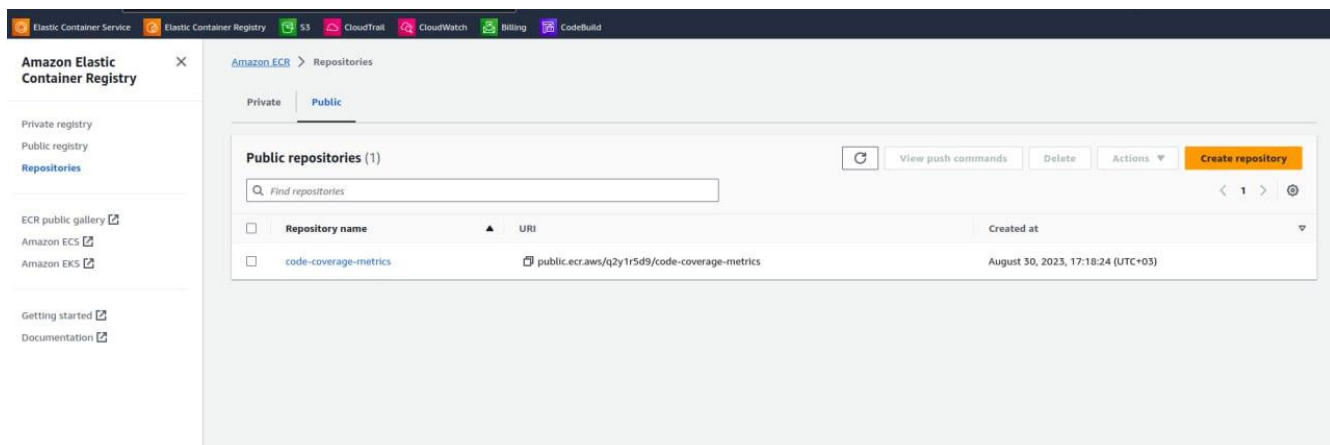 Elastic Container Service Elastic Container Registry S3 CloudTrail CloudWatch Billing CodeBuild
Amazon Elastic
Container Registry
Private registry
Public registry
Repositories
ECR public gallery
Amazon ECS
Amazon EKS
Getting started
Documentation
Amazon ECR > Repositories
Private Public
Public repositories (1)
View push commands Delete Actions Create repository
Find repositories
1
Repository name URI Created at
code-coverage-metrics public.ecr.aws/q2y1r5d9/code-coverage-metrics August 30, 2023, 17:18:24 (UTC+03)